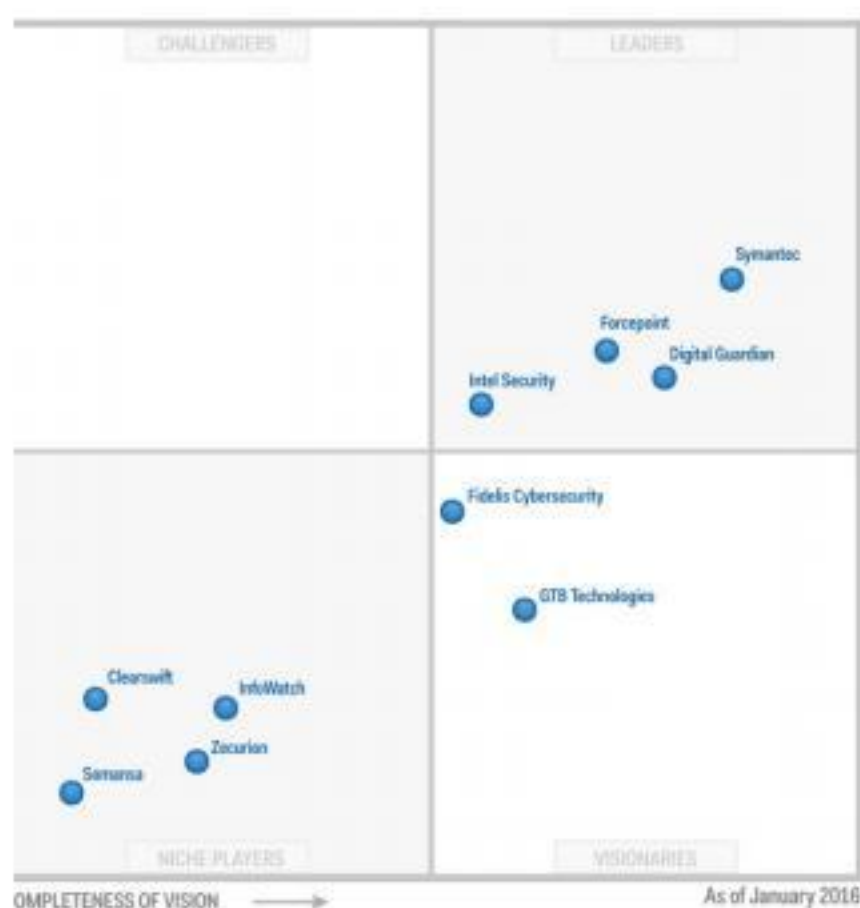 CHALLENGERS
LEADERS
Symantec
Forcepoint
Digital Guardian
Intel Security
Fidelis Cybersecurity
GTB Technologies
Clearswift
InfoWatch
Zecurion
Somansa
NICHE PLAYERS
VISIONARIES
OMPLETENESS OF VISION
As of January 2016